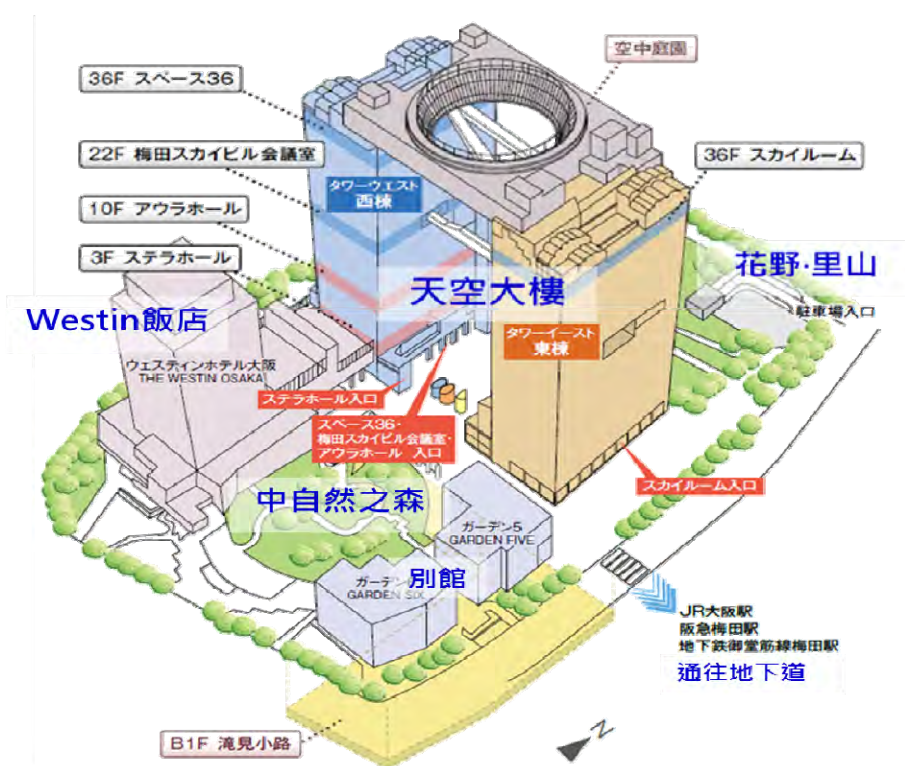 空中庭園
36F スペース36
22F 梅田スカイビル会議室
36F スカイルーム
タワーウエスト
西棟
10F アウラホール
3F ステラホール
花野·里山
天空大樓
駐車場入口
Westin飯店
タワーイースト
東棟
ウェスティンホテル大阪
THE WESTIN OSAKA
ステラホール入口
スペース36・
梅田スカイビル会議室・
アウラホール 入口
スカイルーム入口
中自然之森
ガーデン5
GARDEN FIVE
ガーデン
別館
GARDEN SIX
JR大阪駅
阪急梅田駅
地下鉄御堂筋線梅田駅
通往地下道
B1F 滝見小路
N